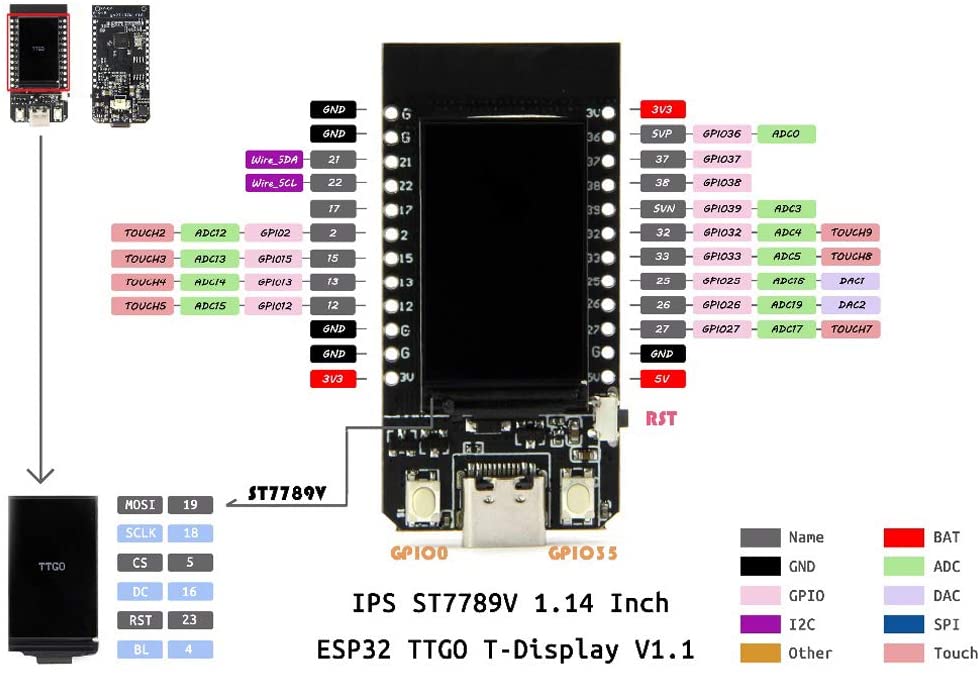 TTGO
GND G 3V 3V3
GND G 36 SVP GPIO36 ADC0
Wire_SDA 21 21 37 37 GPIO37
Wire_SCL 22 22 38 38 GPIO38
17 17 39 SVN GPIO39 ADC3
TOUCH2 ADC12 GPIO2 2 2 32 32 GPIO32 ADC4 TOUCH9
TOUCH3 ADC13 GPIO15 15 15 33 33 GPIO33 ADC5 TOUCH8
TOUCH4 ADC14 GPIO13 13 13 25 25 GPIO25 ADC18 DAC1
TOUCH5 ADC15 GPIO12 12 12 26 26 GPIO26 ADC19 DAC2
GND G 27 27 GPIO27 ADC17 TOUCH7
GND G G GND
3V3 3V 5V 5V
RST
ST7789V
TTGO
MOSI 19
SCLK 18
CS 5
DC 16
RST 23
BL 4
GPIO0 GPIO35
IPS ST7789V 1.14 Inch
ESP32 TTGO T-Display V1.1
Name BAT
GND ADC
GPIO DAC
I2C SPI
Other Touch